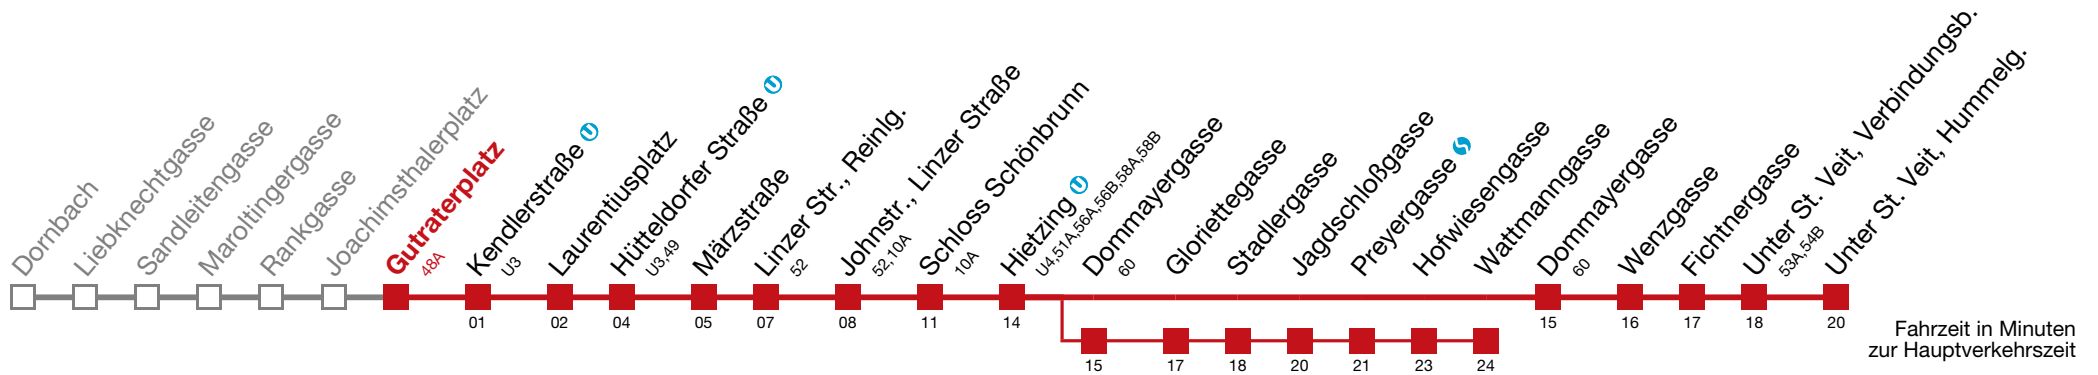 Dornbach
Liebknechtgasse
Sandleitengasse
Maroltingergasse
Rankgasse
Joachimsthalerplatz
Gutraterplatz
48A
Kendlerstraße
U3
Laurentiusplatz
Hütteldorfer Straße
U3,49
Märzstraße
Linzer Str., Reinlg.
52
Johnstr., Linzer Straße
52,10A
Schloss Schönbrunn
10A
Hietzing
U4,51A,56A,56B,58A,58B
Dommayergasse
60
Gloriettegasse
Stadlergasse
Jagdschloßgasse
Preyergasse
Hofwiesengasse
Wattmanngasse
Dommayergasse
60
Wenzgasse
Fichtnergasse
Unter St. Veit, Verbindungsb.
53A,54B
Unter St. Veit, Hummelg.
01 02 04 05 07 08 11 14 15 16 17 18 20
15 17 18 20 21 23 24
Fahrzeit in Minuten
zur Hauptverkehrszeit